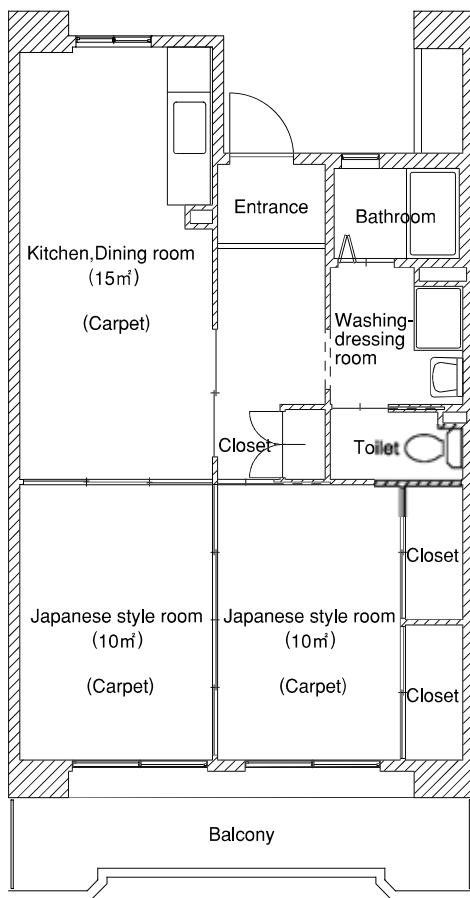 Entrance
Bathroom
Kitchen,Dining room
(15㎡)
(Carpet)
Washing-
dressing
room
Closet
Toilet
Closet
Japanese style room
(10㎡)
(Carpet)
Japanese style room
(10㎡)
(Carpet)
Closet
Balcony